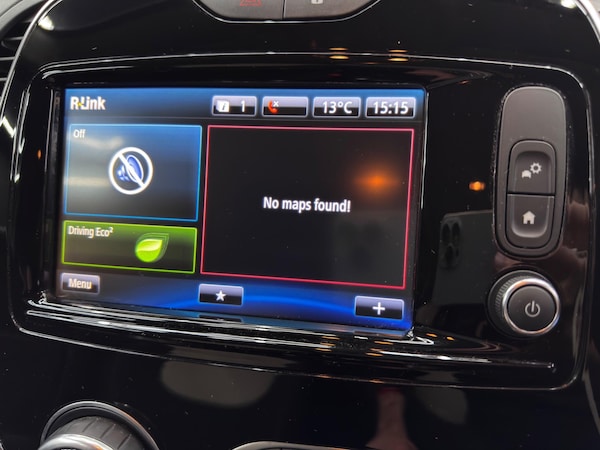 R-Link
1
13°C
15:15
Off
No maps found!
Driving Eco²
Menu